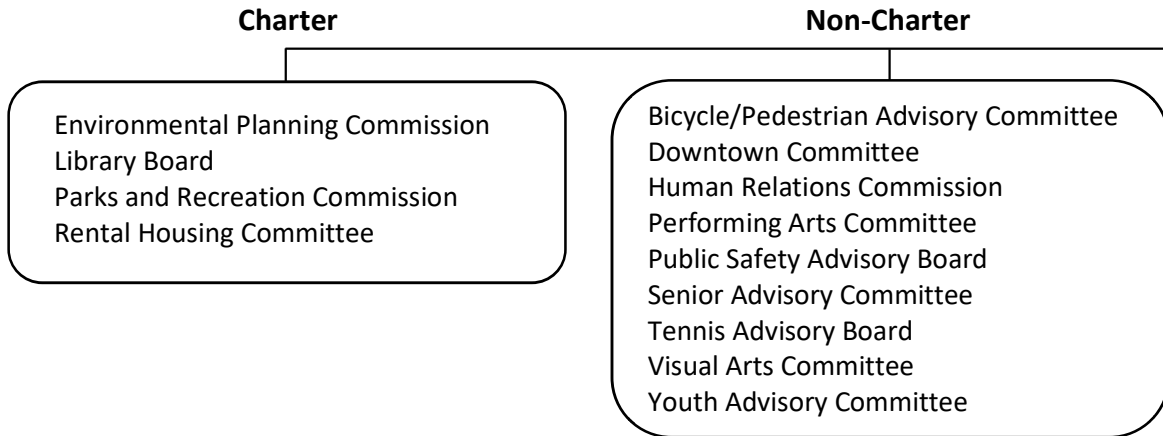 Charter
Environmental Planning Commission
Library Board
Parks and Recreation Commission
Rental Housing Committee
Non-Charter
Bicycle/Pedestrian Advisory Committee
Downtown Committee
Human Relations Commission
Performing Arts Committee
Public Safety Advisory Board
Senior Advisory Committee
Tennis Advisory Board
Visual Arts Committee
Youth Advisory Committee